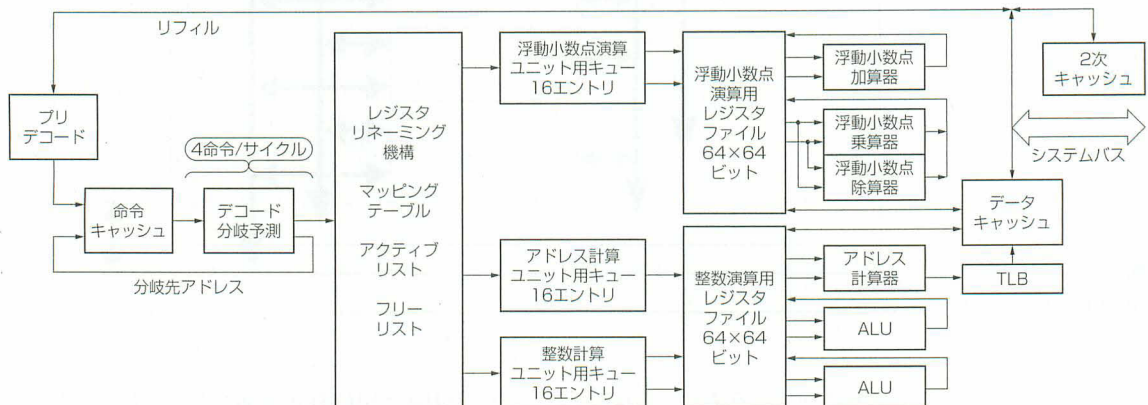 リフィル
プリ
デコード
4命令/サイクル
命令
キャッシュ
デコード
分岐予測
分岐先アドレス
レジスタ
リネーミング
機構
マッピング
テーブル
アクティブ
リスト
フリー
リスト
浮動小数点演算
ユニット用キュー
16エントリ
アドレス計算
ユニット用キュー
16エントリ
整数計算
ユニット用キュー
16エントリ
浮動小数点
演算用
レジスタ
ファイル
64×64
ビット
整数演算用
レジスタ
ファイル
64×64
ビット
浮動小数点
加算器
浮動小数点
乗算器
浮動小数点
除算器
アドレス
計算器
ALU
ALU
2次
キャッシュ
システムバス
データ
キャッシュ
TLB